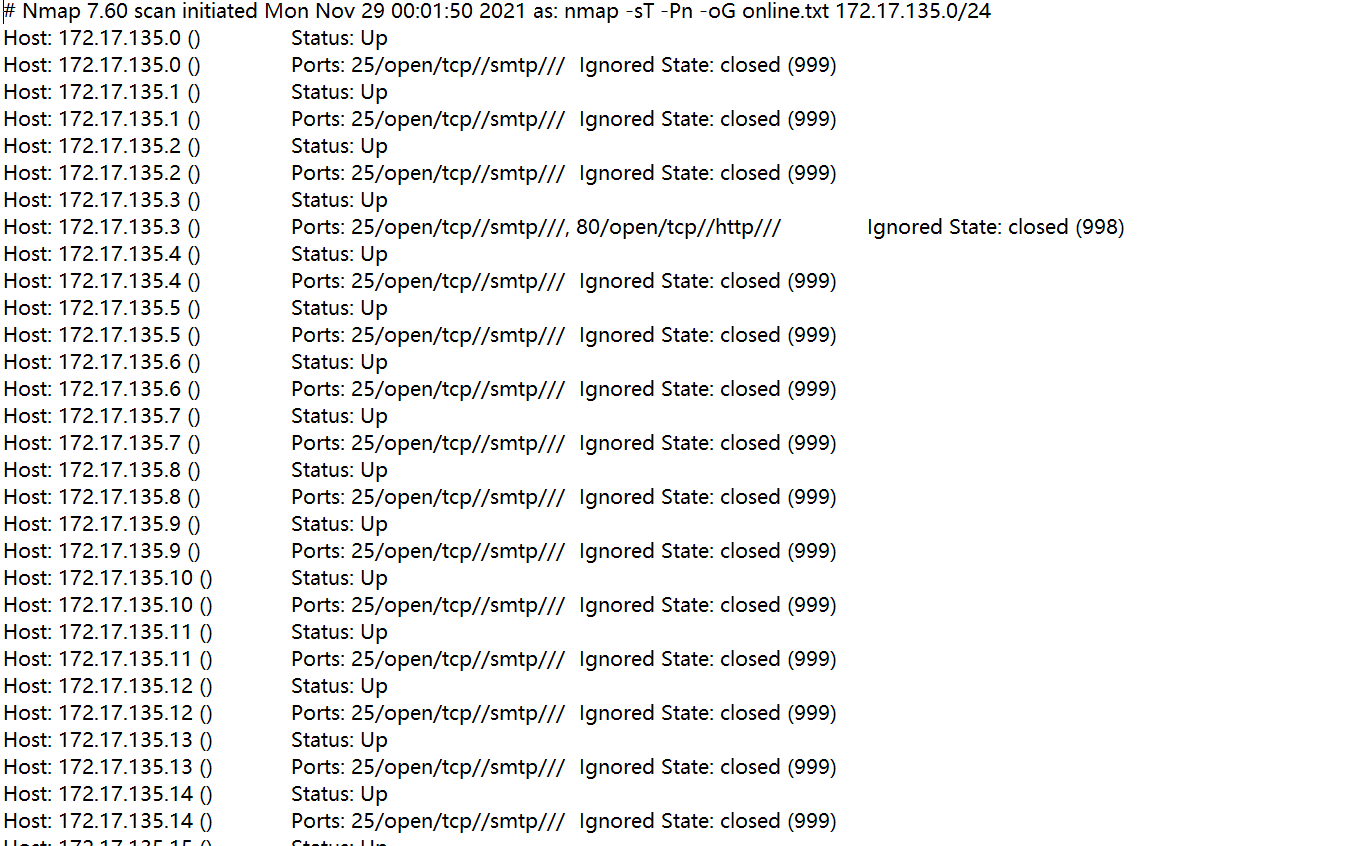 # Nmap 7.60 scan initiated Mon Nov 29 00:01:50 2021 as: nmap -sT -Pn -oG online.txt 172.17.135.0/24
Host: 172.17.135.0 () Status: Up
Host: 172.17.135.0 () Ports: 25/open/tcp//smtp/// Ignored State: closed (999)
Host: 172.17.135.1 () Status: Up
Host: 172.17.135.1 () Ports: 25/open/tcp//smtp/// Ignored State: closed (999)
Host: 172.17.135.2 () Status: Up
Host: 172.17.135.2 () Ports: 25/open/tcp//smtp/// Ignored State: closed (999)
Host: 172.17.135.3 () Status: Up
Host: 172.17.135.3 () Ports: 25/open/tcp//smtp///, 80/open/tcp//http/// Ignored State: closed (998)
Host: 172.17.135.4 () Status: Up
Host: 172.17.135.4 () Ports: 25/open/tcp//smtp/// Ignored State: closed (999)
Host: 172.17.135.5 () Status: Up
Host: 172.17.135.5 () Ports: 25/open/tcp//smtp/// Ignored State: closed (999)
Host: 172.17.135.6 () Status: Up
Host: 172.17.135.6 () Ports: 25/open/tcp//smtp/// Ignored State: closed (999)
Host: 172.17.135.7 () Status: Up
Host: 172.17.135.7 () Ports: 25/open/tcp//smtp/// Ignored State: closed (999)
Host: 172.17.135.8 () Status: Up
Host: 172.17.135.8 () Ports: 25/open/tcp//smtp/// Ignored State: closed (999)
Host: 172.17.135.9 () Status: Up
Host: 172.17.135.9 () Ports: 25/open/tcp//smtp/// Ignored State: closed (999)
Host: 172.17.135.10 () Status: Up
Host: 172.17.135.10 () Ports: 25/open/tcp//smtp/// Ignored State: closed (999)
Host: 172.17.135.11 () Status: Up
Host: 172.17.135.11 () Ports: 25/open/tcp//smtp/// Ignored State: closed (999)
Host: 172.17.135.12 () Status: Up
Host: 172.17.135.12 () Ports: 25/open/tcp//smtp/// Ignored State: closed (999)
Host: 172.17.135.13 () Status: Up
Host: 172.17.135.13 () Ports: 25/open/tcp//smtp/// Ignored State: closed (999)
Host: 172.17.135.14 () Status: Up
Host: 172.17.135.14 () Ports: 25/open/tcp//smtp/// Ignored State: closed (999)
Host: 172.17.135.15 () Status: Up